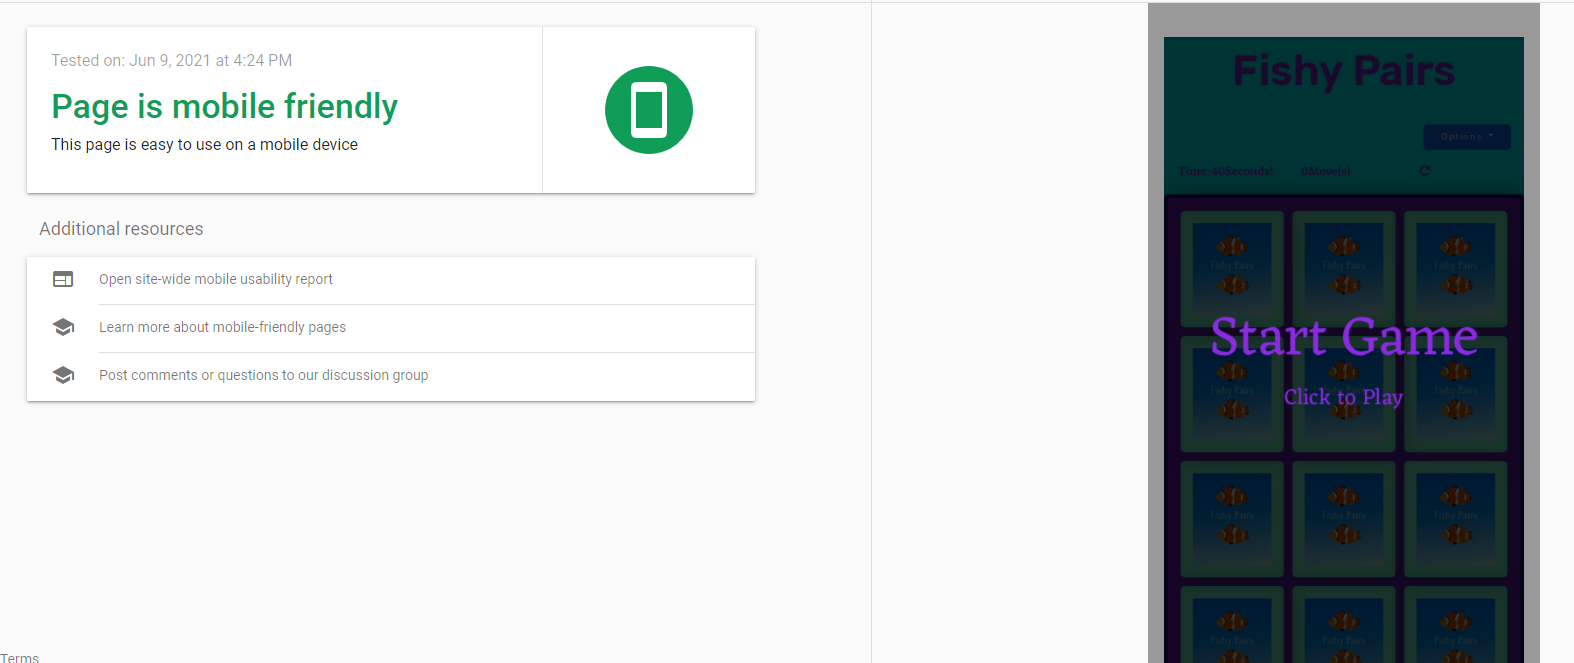 Tested on: Jun 9, 2021 at 4:24 PM
Page is mobile friendly
This page is easy to use on a mobile device
Additional resources
Open site-wide mobile usability report
Learn more about mobile-friendly pages
Post comments or questions to our discussion group
Terms
Fishy Pairs
Options
Time:40Seconds! 0Move(s)
Fishy Pairs Fishy Pairs Fishy Pairs
Start Game
Click to Play
Fishy Pairs Fishy Pairs Fishy Pairs
Fishy Pairs Fishy Pairs Fishy Pairs
Fishy Pairs Fishy Pairs Fishy Pairs